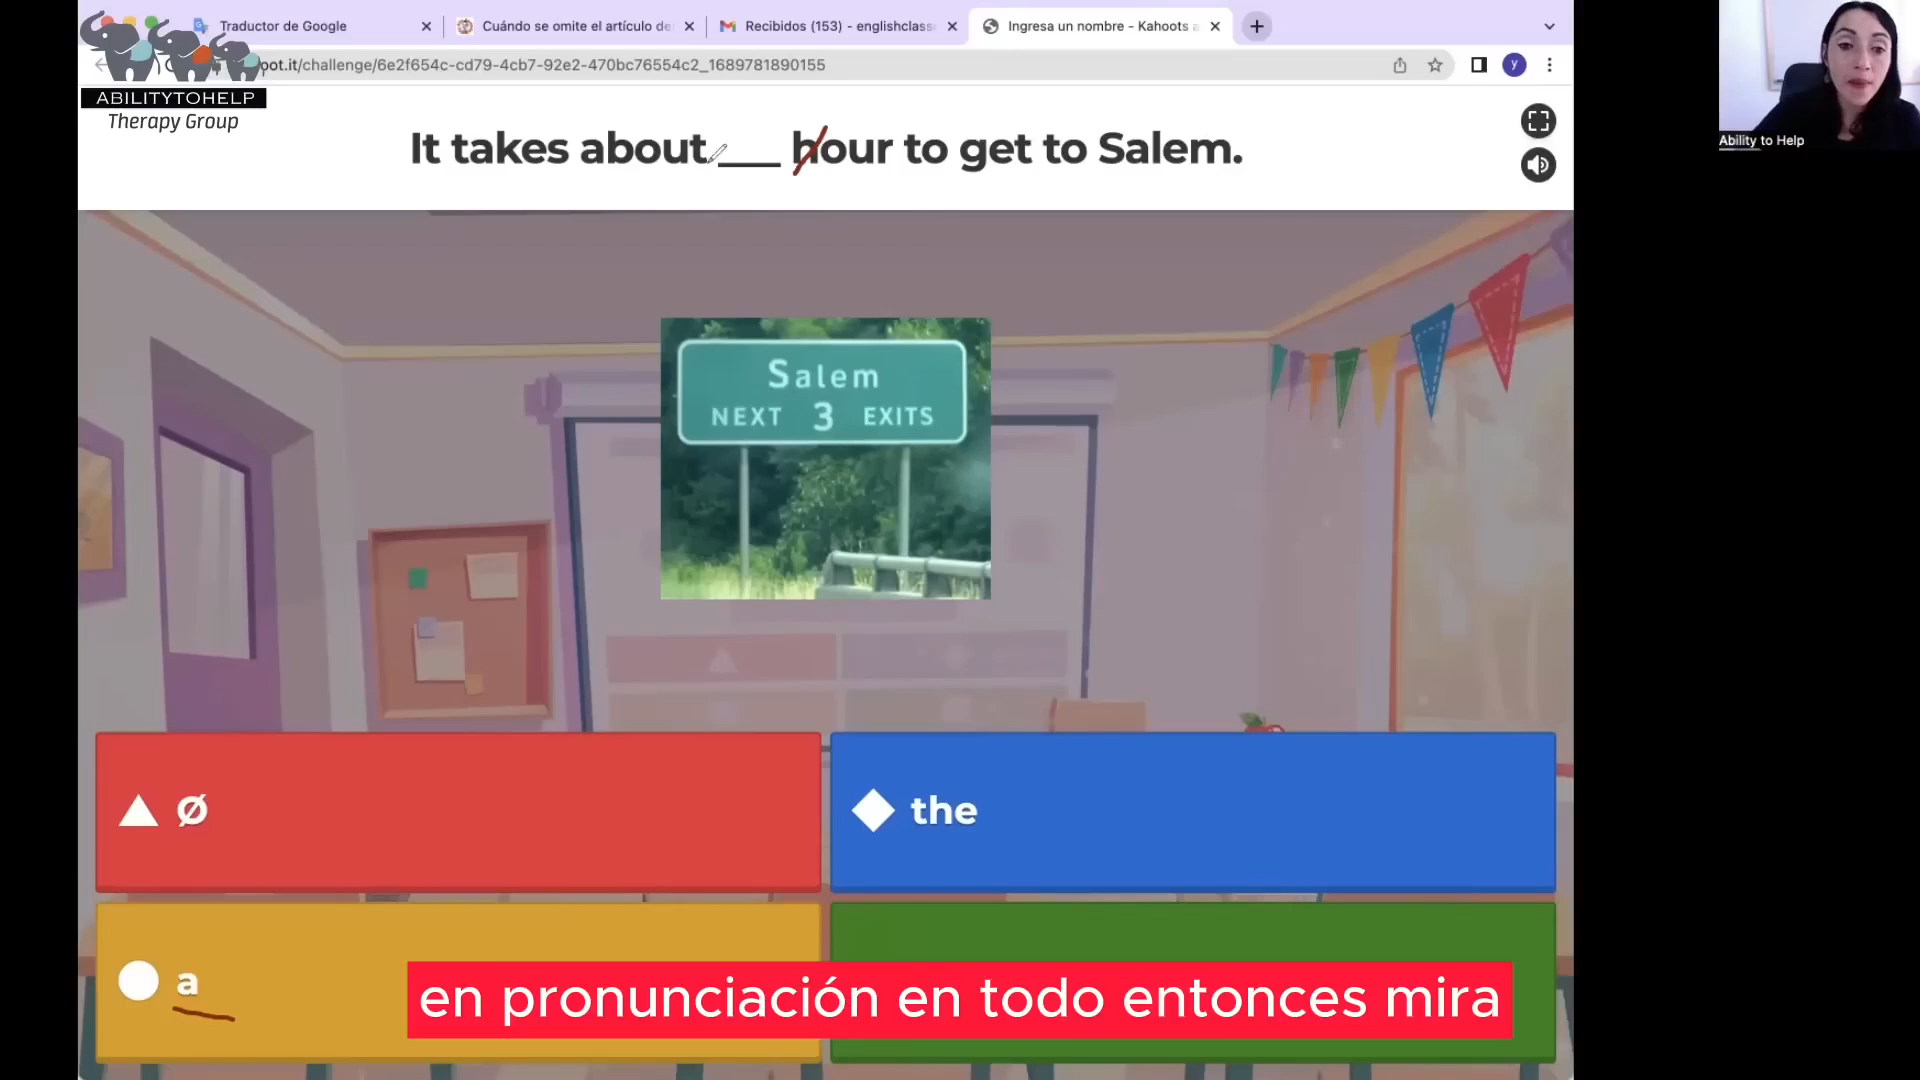 Traductor de Google
Cuándo se omite el artículo de
Recibidos (153) - englishclass
Ingresa un nombre - Kahoots a
oot.it/challenge/6e2f654c-cd79-4cb7-92e2-470bc76554c2_1689781890155
y
ABILITYTOHELP
Therapy Group
Ability to Help
It takes about ___ hour to get to Salem.
Salem
NEXT 3 EXITS
Ø
the
a
en pronunciación en todo entonces mira